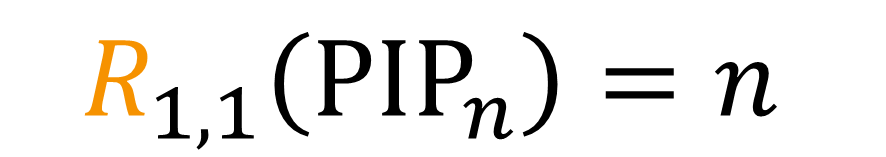 R₁,₁(PIPₙ) = n